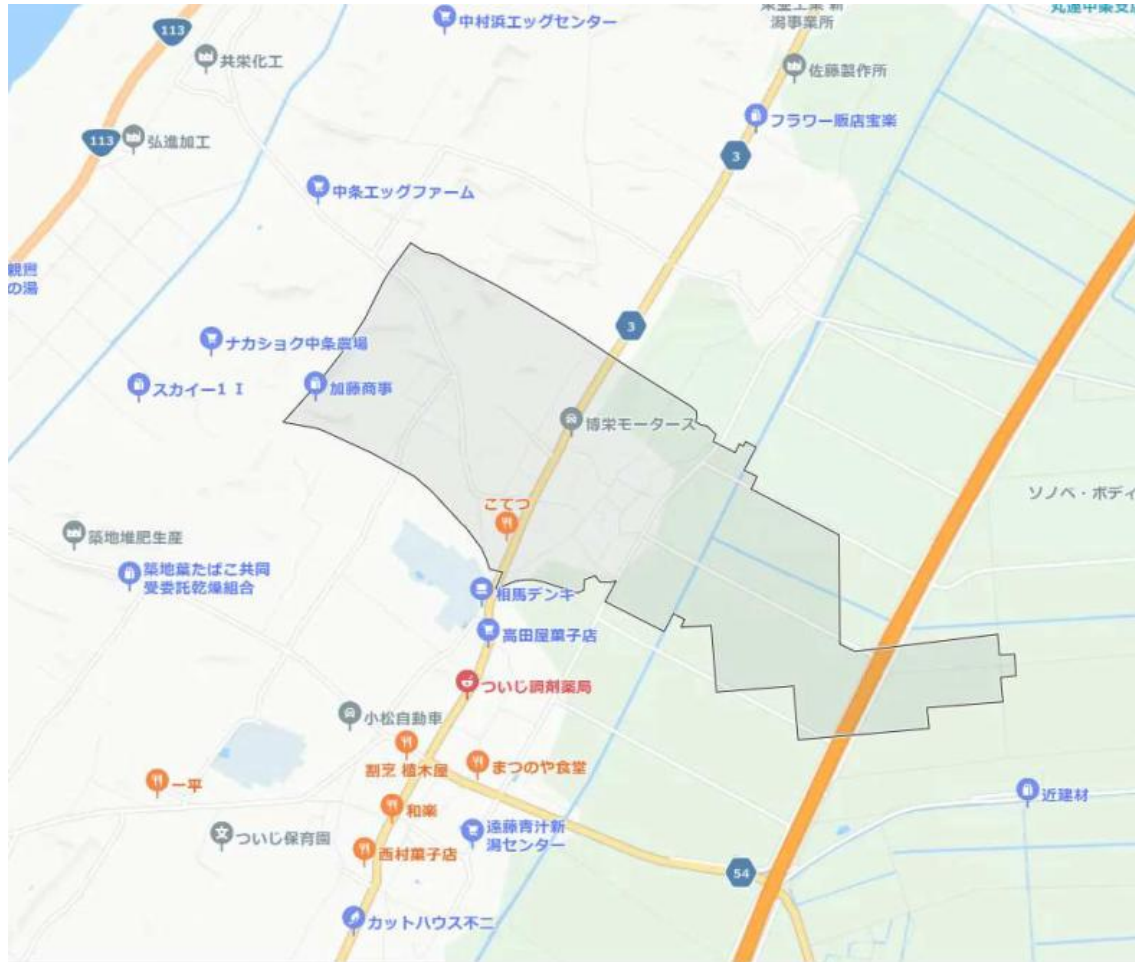 113
共栄化工
中村浜エッグセンター
潟事業所
佐藤製作所
113
弘進加工
フラワー販店宝楽
3
中条エッグファーム
の湯
3
ナカショク中条農場
スカイー1 I
加藤商事
博栄モータース
ソノベ・ボディ
こてつ
築地堆肥生産
築地葉たばこ共同
受委託乾燥組合
相馬デンキ
高田屋菓子店
ついじ調剤薬局
小松自動車
割烹 植木屋
まつのや食堂
一平
近建材
和楽
ついじ保育園
遠藤青汁新
潟センター
西村菓子店
54
カットハウス不二